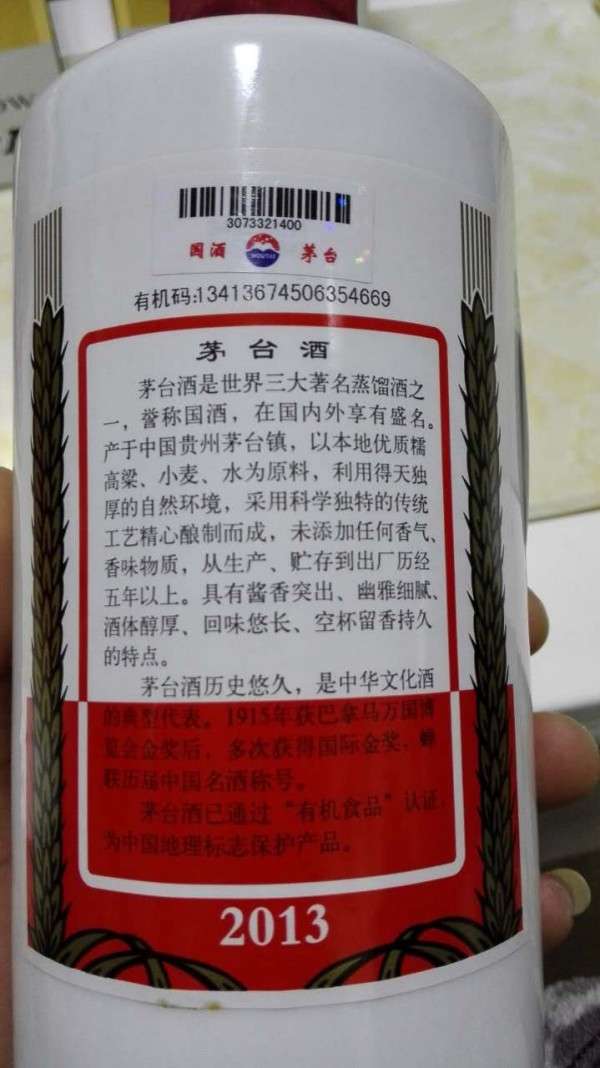 3073321400
国酒 MOUTAI 茅台
有机码:13413674506354669
茅台酒
茅台酒是世界三大著名蒸馏酒之
一，誉称国酒，在国内外享有盛名。
产于中国贵州茅台镇，以本地优质糯
高粱、小麦、水为原料，利用得天独
厚的自然环境，采用科学独特的传统
工艺精心酿制而成，未添加任何香气、
香味物质，从生产、贮存到出厂历经
五年以上。具有酱香突出、幽雅细腻、
酒体醇厚、回味悠长、空杯留香持久
的特点。
茅台酒历史悠久，是中华文化酒
的典型代表。1915年获巴拿马万国博
览会金奖后，多次获得国际金奖，蝉
联历届中国名酒称号。
茅台酒已通过“有机食品”认证，
为中国地理标志保护产品。
2013